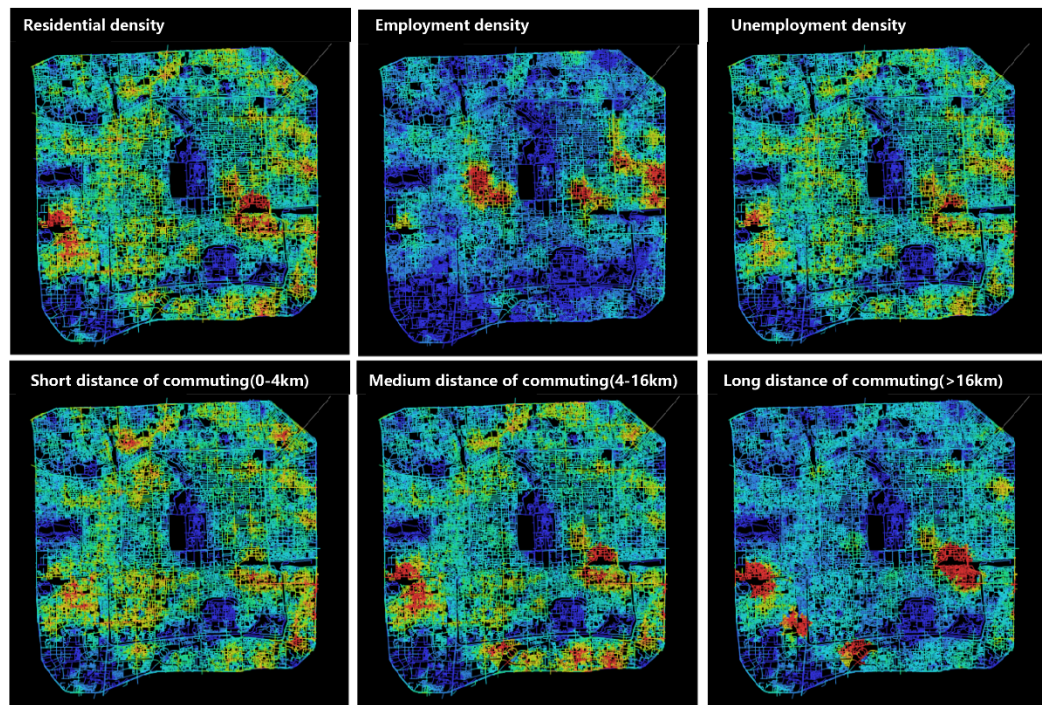 Residential density
Employment density
Unemployment density
Short distance of commuting(0-4km)
Medium distance of commuting(4-16km)
Long distance of commuting(>16km)